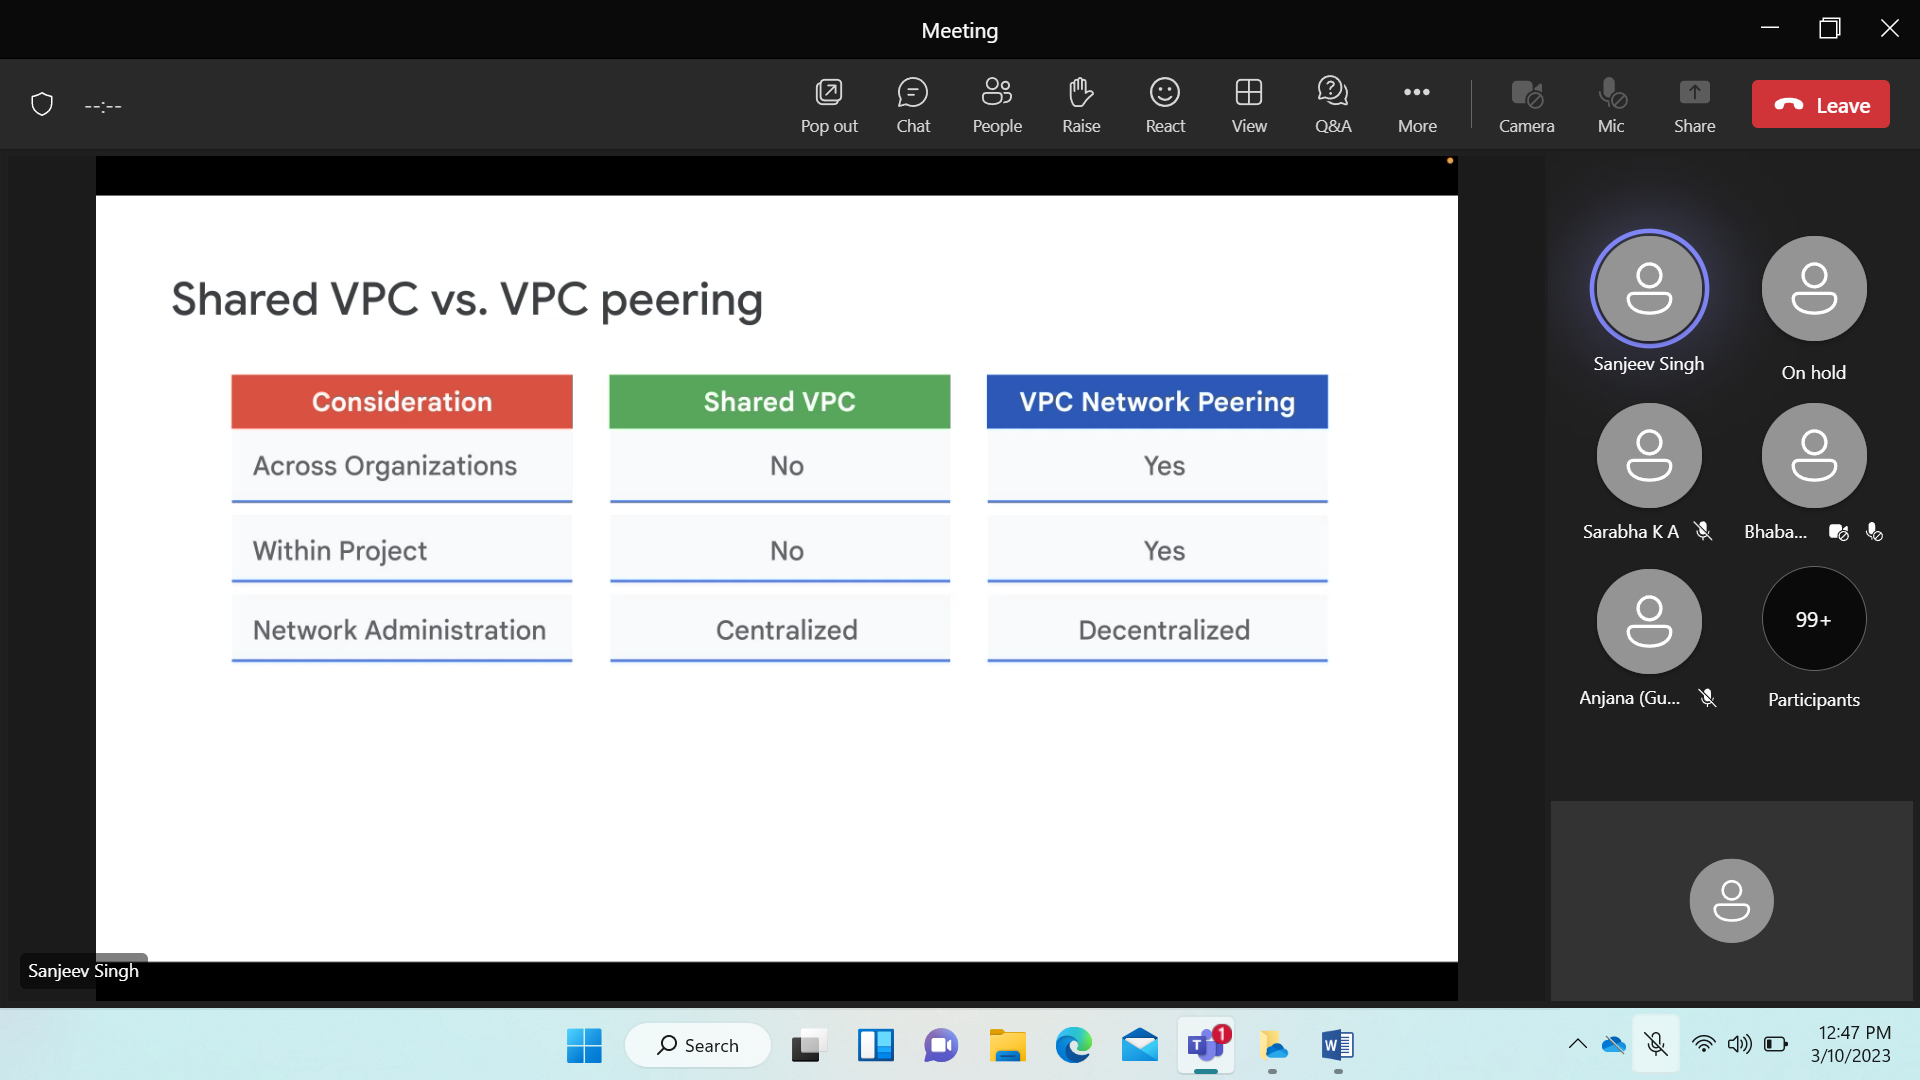 Meeting
--:--
Pop out
Chat
People
Raise
React
View
Q&A
More
Camera
Mic
Share
Leave
Shared VPC vs. VPC peering
Consideration Shared VPC VPC Network Peering
Across Organizations No Yes
Within Project No Yes
Network Administration Centralized Decentralized
Sanjeev Singh
On hold
Sarabha K A
Bhaba...
Anjana (Gu...
99+
Participants
Sanjeev Singh
Search
T
1
W
12:47 PM
3/10/2023